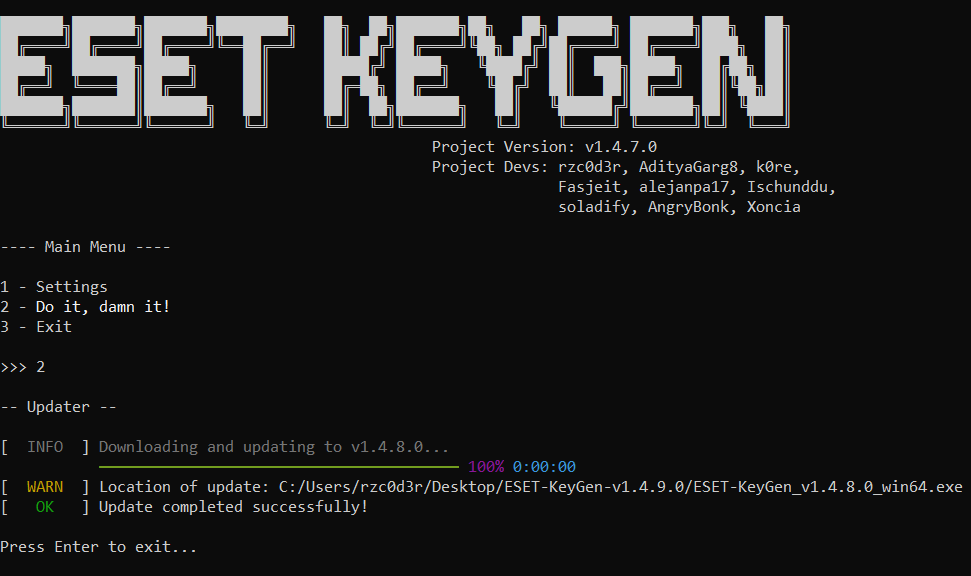 ESET KEYGEN
Project Version: v1.4.7.0
Project Devs: rzc0d3r, AdityaGarg8, k0re,
Fasjeit, alejanpa17, Ischunddu,
soladify, AngryBonk, Xoncia
---- Main Menu ----
1 - Settings
2 - Do it, damn it!
3 - Exit
>>> 2
-- Updater --
[ INFO ] Downloading and updating to v1.4.8.0...
100% 0:00:00
[ WARN ] Location of update: C:/Users/rzc0d3r/Desktop/ESET-KeyGen-v1.4.9.0/ESET-KeyGen_v1.4.8.0_win64.exe
[ OK ] Update completed successfully!
Press Enter to exit...